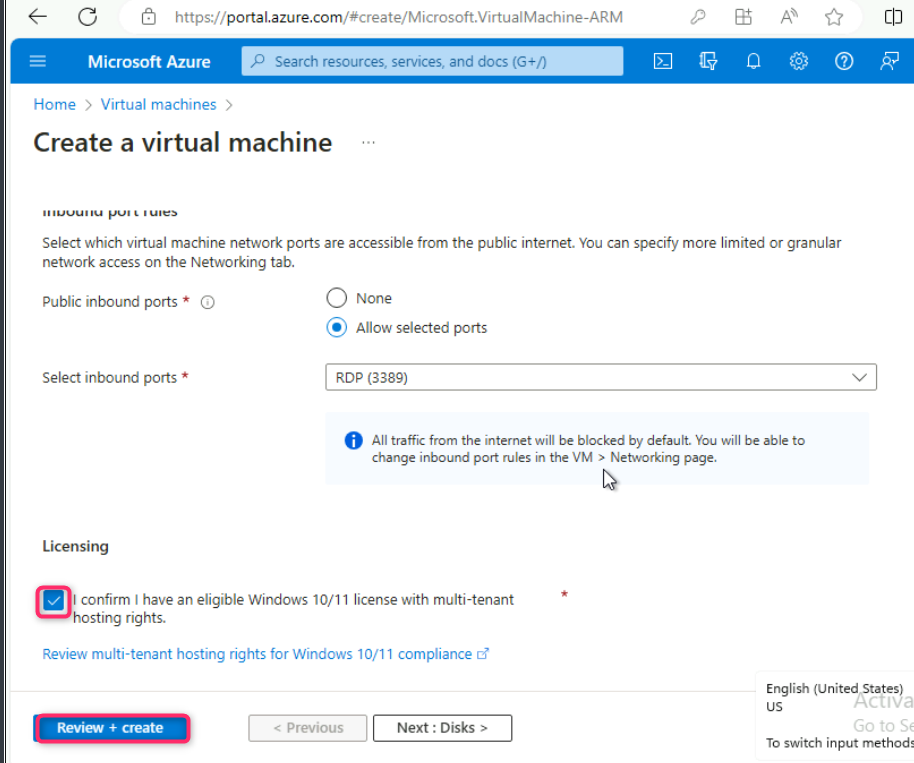 https://portal.azure.com/#create/Microsoft.VirtualMachine-ARM
Microsoft Azure
Search resources, services, and docs (G+/)
Home > Virtual machines >
Create a virtual machine ...
Inbound port rules
Select which virtual machine network ports are accessible from the public internet. You can specify more limited or granular
network access on the Networking tab.
Public inbound ports *
None
Allow selected ports
Select inbound ports *
RDP (3389)
All traffic from the internet will be blocked by default. You will be able to
change inbound port rules in the VM > Networking page.
Licensing
I confirm I have an eligible Windows 10/11 license with multi-tenant *
hosting rights.
Review multi-tenant hosting rights for Windows 10/11 compliance
Review + create
< Previous
Next : Disks >
English (United States)
US
Activa
Go to Se
To switch input methods